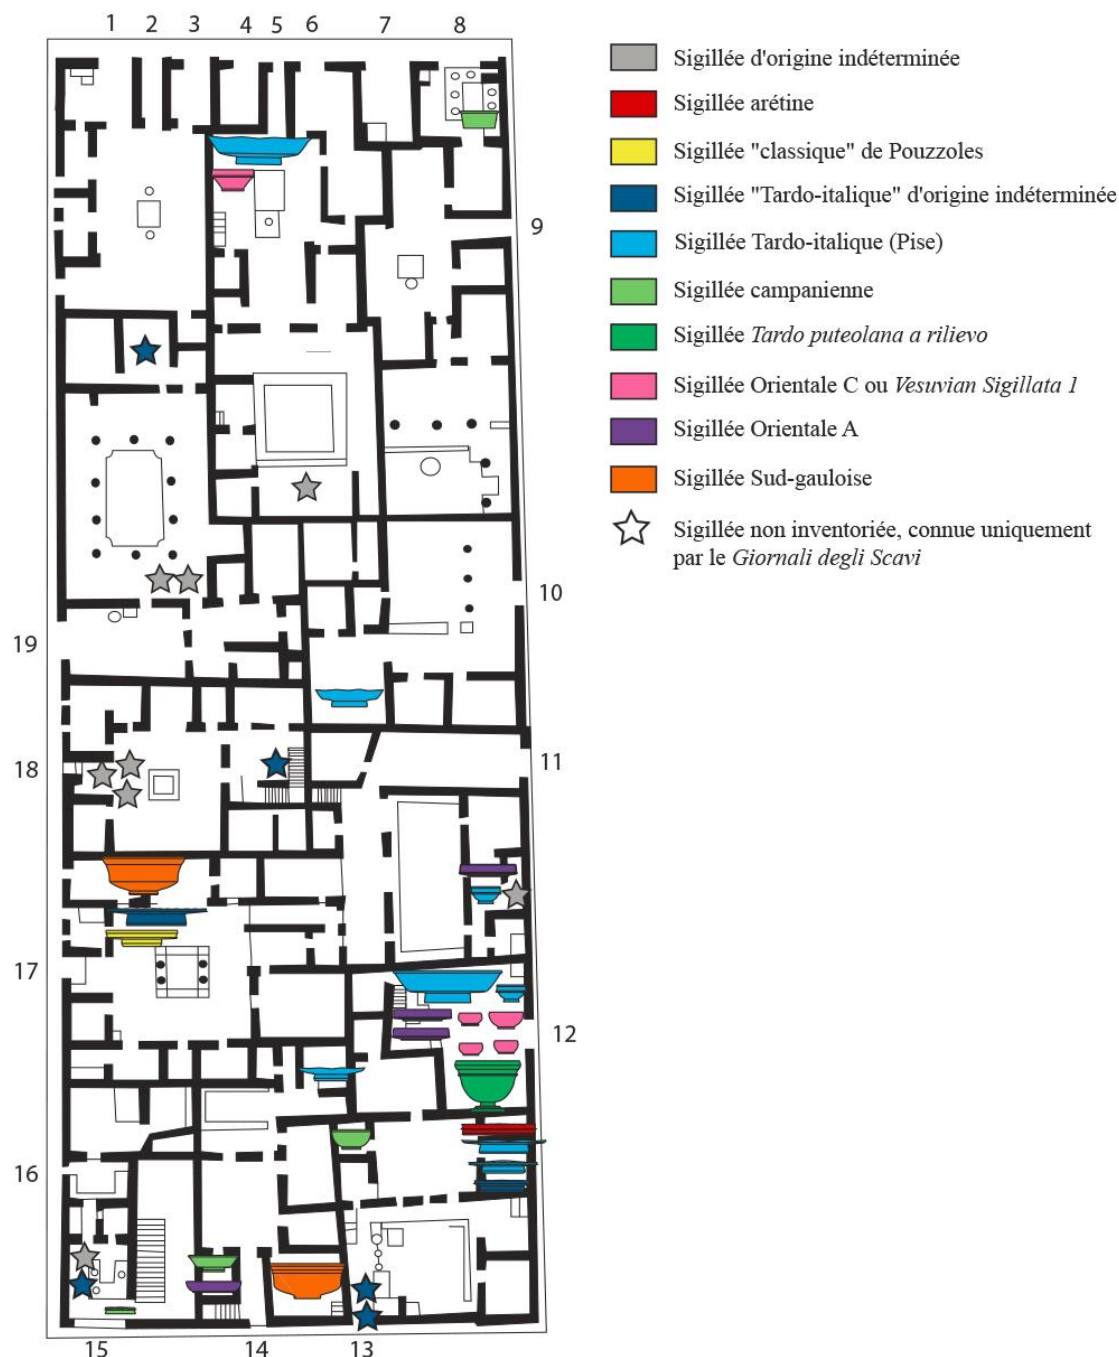 1 2 3 4 5 6 7 8
9
10
11
12
13
14
15
16
17
18
19
Sigillée d'origine indéterminée
Sigillée arétine
Sigillée "classique" de Pouzzoles
Sigillée "Tardo-italique" d'origine indéterminée
Sigillée Tardo-italique (Pise)
Sigillée campanienne
Sigillée Tardo puteolana a rilievo
Sigillée Orientale C ou Vesuvian Sigillata 1
Sigillée Orientale A
Sigillée Sud-gauloise
Sigillée non inventoriée, connue uniquement
par le Giornali degli Scavi